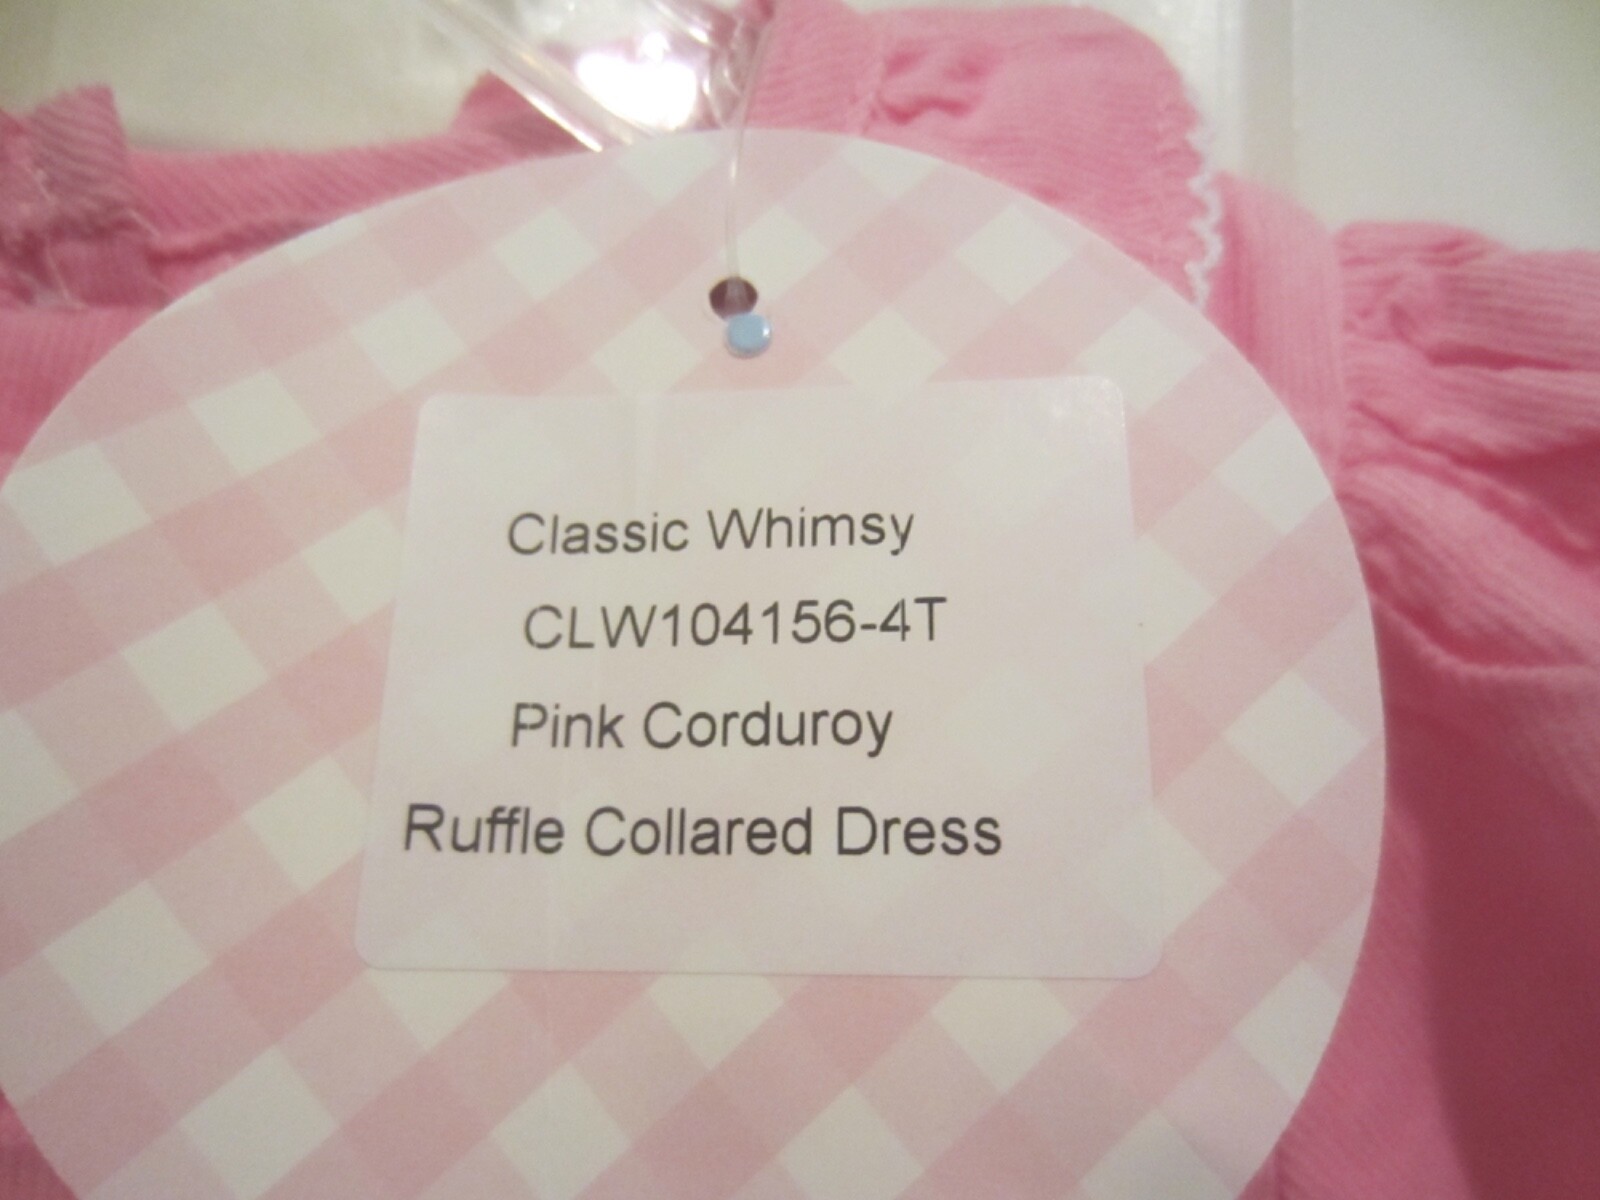 Classic Whimsy
CLW104156-4T
Pink Corduroy
Ruffle Collared Dress